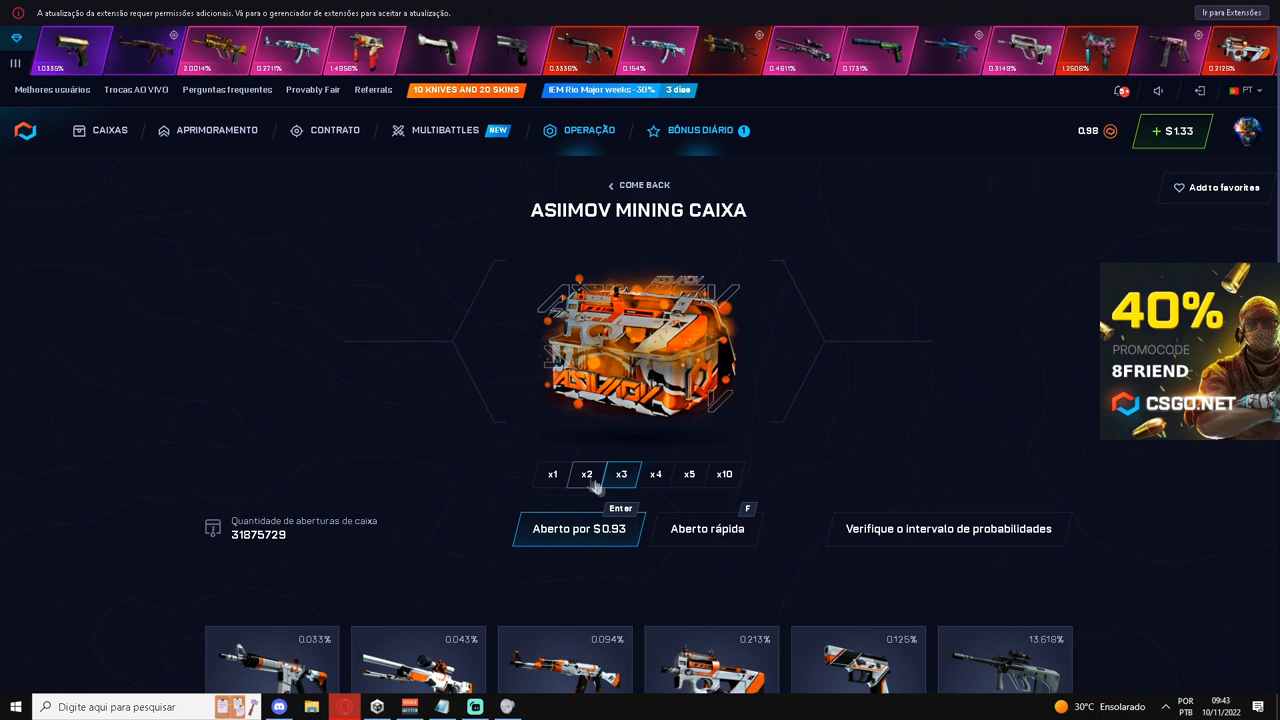 A atualização da extensão requer permissões adicionais. Vá para o gerenciador de extensões para aceitar a atualização.
Ir para Extensões
1.0335%
2.0014%
0.2711%
1.4956%
0.3336%
0.154%
0.4611%
0.1731%
0.3149%
1.2506%
0.2125%
Melhores usuários
Trocas AO VIVO
Perguntas frequentes
Provably Fair
Referrals
10 KNIVES AND 20 SKINS
IEM Rio Major weeks -30%
3 dias
5+
PT
CAIXAS
APRIMORAMENTO
CONTRATO
MULTIBATTLES NEW
OPERAÇÃO
BÔNUS DIÁRIO 1
0.98
+ $ 1.33
COME BACK
Add to favorites
ASIIMOV MINING CAIXA
40%
PROMOCODE
8FRIEND
CSGO.NET
x1
x2
x3
x4
x5
x10
Enter
F
Quantidade de aberturas de caixa
31875729
Aberto por $ 0.93
Aberto rápida
Verifique o intervalo de probabilidades
0.033%
0.043%
0.094%
0.213%
0.125%
13.618%
Digite aqui para pesquisar
30°C Ensolarado
POR
PTB
09:43
10/11/2022